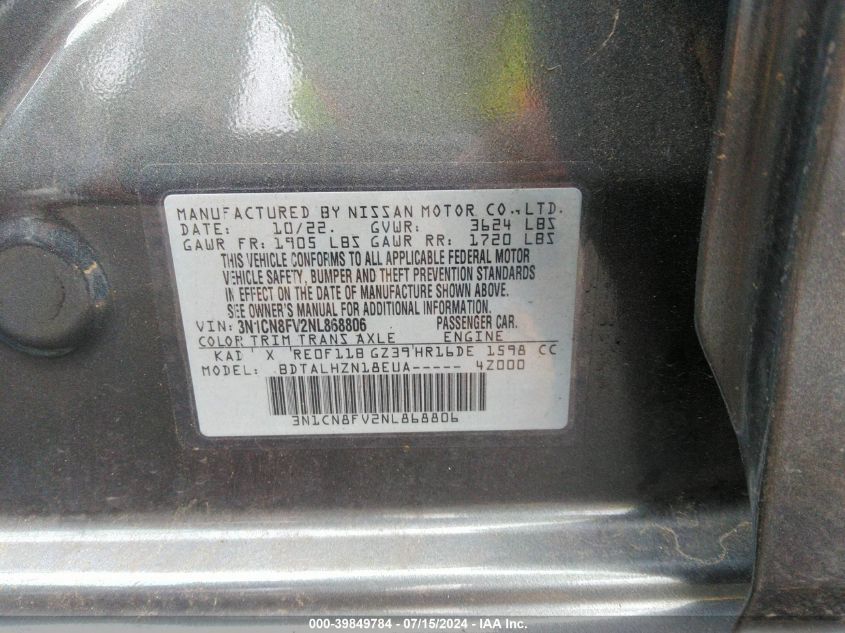 MANUFACTURED BY NISSAN MOTOR CO.,LTD.
DATE: 10/22. GVWR: 3624 LBS
GAWR FR: 1905 LBS GAWR RR: 1720 LBS
THIS VEHICLE CONFORMS TO ALL APPLICABLE FEDERAL MOTOR
VEHICLE SAFETY, BUMPER AND THEFT PREVENTION STANDARDS
IN EFFECT ON THE DATE OF MANUFACTURE SHOWN ABOVE.
SEE OWNER'S MANUAL FOR ADDITIONAL INFORMATION.
VIN: 3N1CN8FV2NL868806 PASSENGER CAR.
COLOR TRIM TRANS AXLE ENGINE
KAD ' X 'RE0F11B GZ39'HR16DE 1598 CC
MODEL: BDTALHZN18EUA----- 4Z000
3N1CN8FV2NL868806
000-39849784 - 07/15/2024 - © IAA Inc.